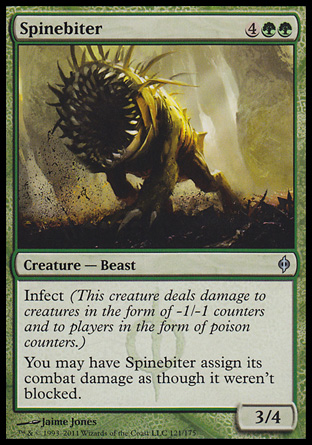 Spinebiter 4
Creature — Beast
Infect (This creature deals damage to
creatures in the form of -1/-1 counters
and to players in the form of poison
counters.)
You may have Spinebiter assign its
combat damage as though it weren't
blocked.
Jaime Jones
™ & © 1993–2011 Wizards of the Coast LLC 121/175
3/4